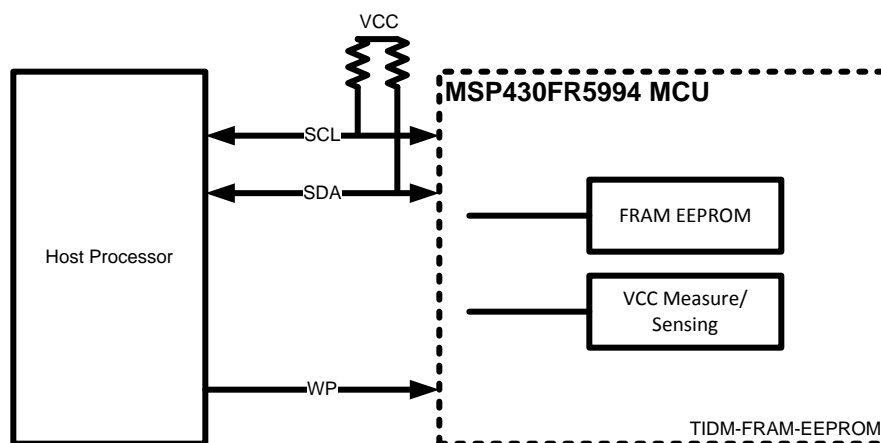 VCC
MSP430FR5994 MCU
SCL
SDA
FRAM EEPROM
Host Processor
VCC Measure/
Sensing
WP
TIDM-FRAM-EEPROM